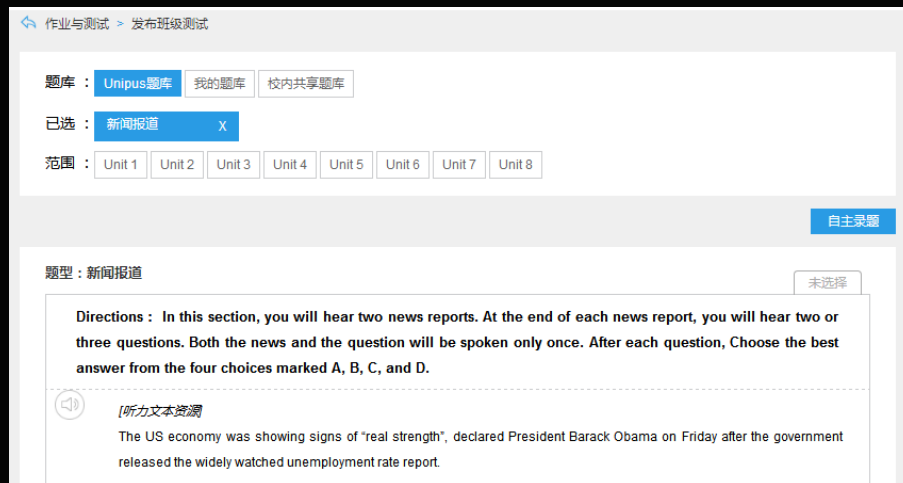 作业与测试 > 发布班级测试
题库 ： Unipus题库 我的题库 校内共享题库
已选 ： 新闻报道 X
范围 ： Unit 1 Unit 2 Unit 3 Unit 4 Unit 5 Unit 6 Unit 7 Unit 8
自主录题
题型：新闻报道
未选择
Directions： In this section, you will hear two news reports. At the end of each news report, you will hear two or
three questions. Both the news and the question will be spoken only once. After each question, Choose the best
answer from the four choices marked A, B, C, and D.
[听力文本资源]
The US economy was showing signs of “real strength”, declared President Barack Obama on Friday after the government
released the widely watched unemployment rate report.